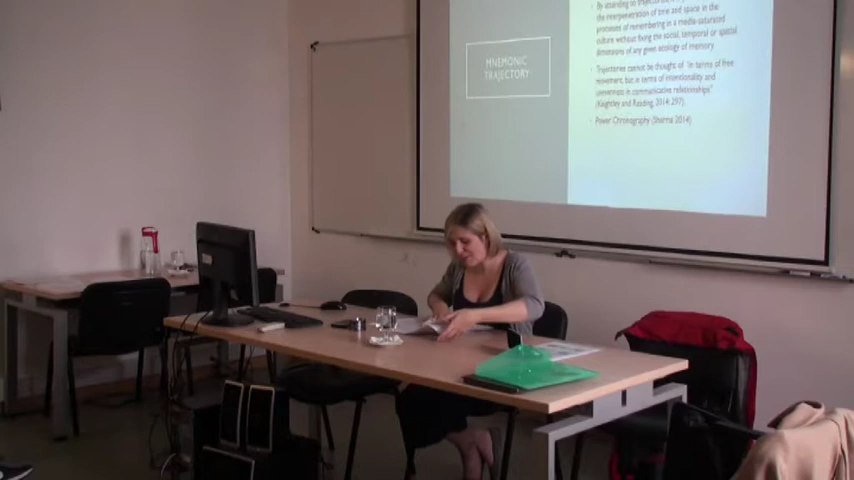 MNEMONIC
TRAJECTORY
By attending to
the interpenetration of time and space in the
processes of remembering in a media-saturated
culture without fixing the social, temporal or spatial
dimensions of any given ecology of memory.
"Trajectories cannot be thought of 'in terms of free
movement, but in terms of intentionality and
unevenness in communicative relationships"
(Keightley and Reading, 2014: 297).
Power Chronography (Sharma 2014)